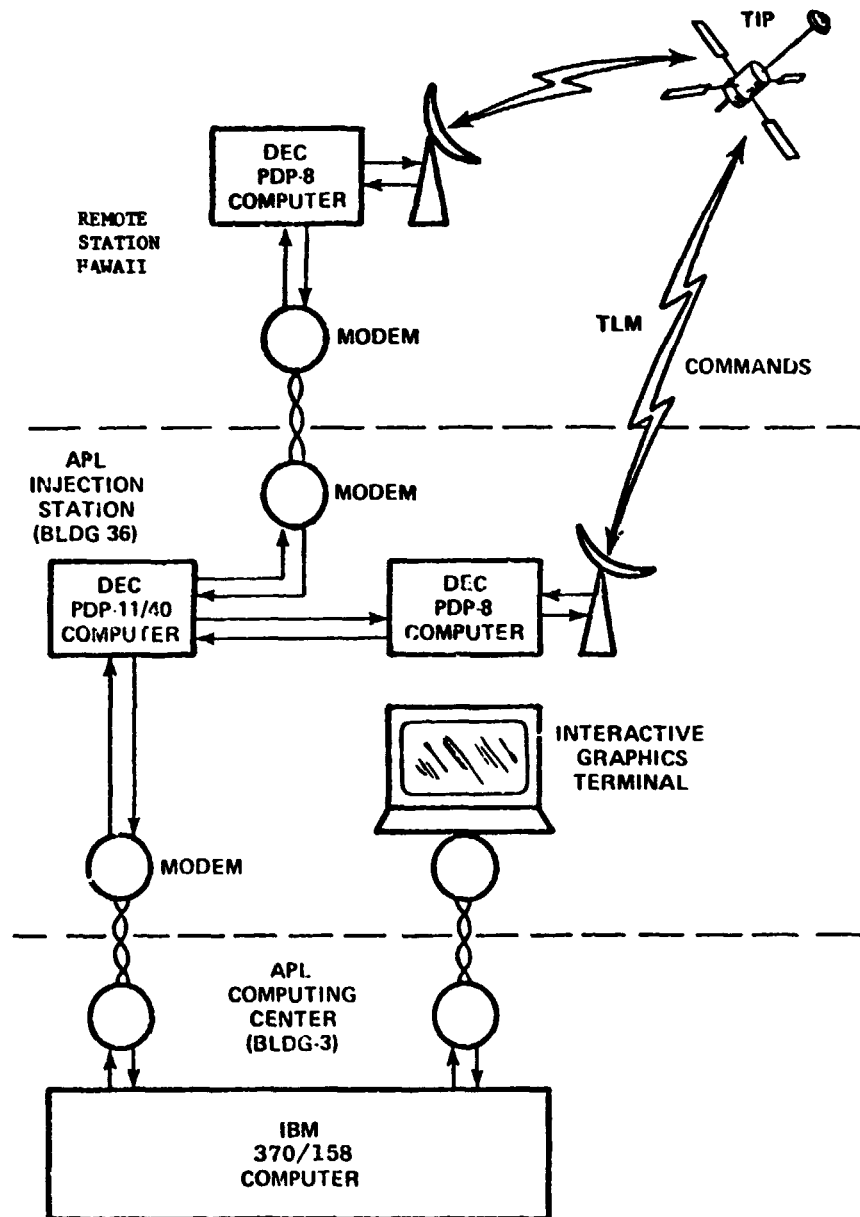 TIP
DEC
PDP-8
COMPUTER
REMOTE
STATION
HAWAII
MODEM
TLM
COMMANDS
APL
INJECTION
STATION
(BLDG 36)
MODEM
DEC
PDP-11/40
COMPUTER
DEC
PDP-8
COMPUTER
INTERACTIVE
GRAPHICS
TERMINAL
MODEM
APL
COMPUTING
CENTER
(BLDG-3)
IBM
370/158
COMPUTER